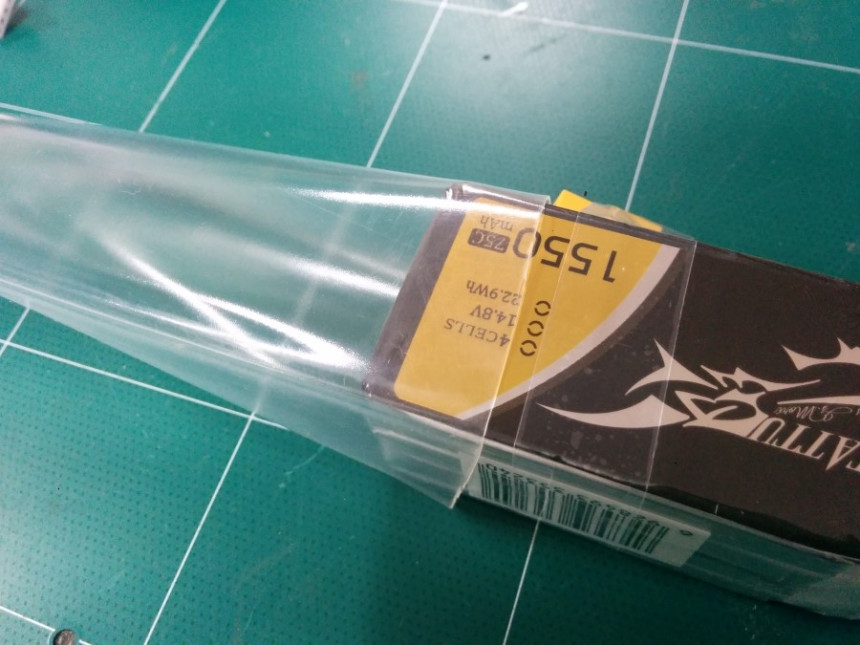 1550
mAh
75C
22.9Wh
14.8V
4CELLS
TATTU